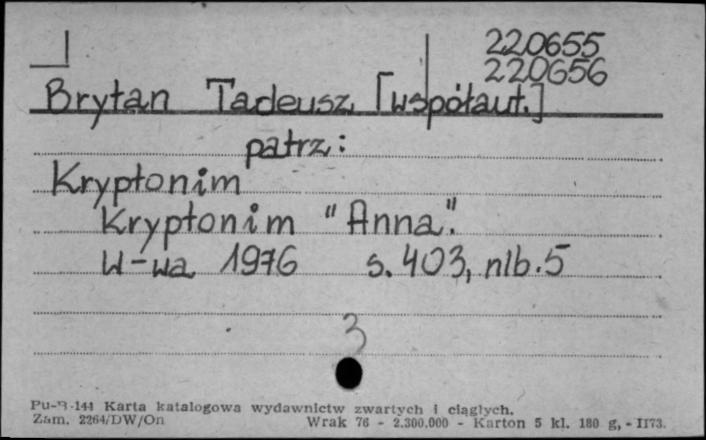 220655
220656
Brytan Tadeusz [współaut.]
patrz:
Kryptonim
Kryptonim "Anna".
W-wa 1976 s. 403, nlb. 5
3
Pu-B-144 Karta katalogowa wydawnictw zwartych i ciągłych.
Zam. 2264/DW/On Wrak 76 - 2.300.000 - Karton 5 kl. 180 g, - II73.